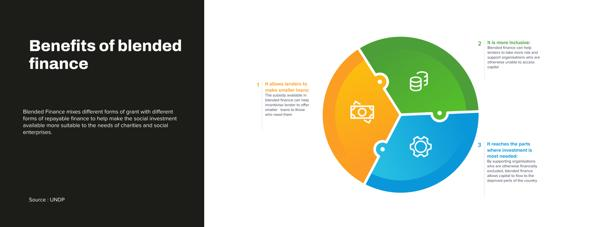 Benefits of blended
finance
Blended Finance mixes different forms of grant with different
forms of repayable finance to help make the social investment
available more suitable to the needs of charities and social
enterprises.
Source : UNDP
1 It allows lenders to
make smaller loans:
The subsidy available in
blended finance can help
incentivise lender to offer
smaller loans to those
who need them
2 It is more inclusive:
Blended finance can help
lenders to take more risk and
support organisations who are
otherwise unable to access
capital
3 It reaches the parts
where investment is
most needed:
By supporting organisations
who are otherwise financially
excluded, blended finance
allows capital to flow to the
deprived parts of the country